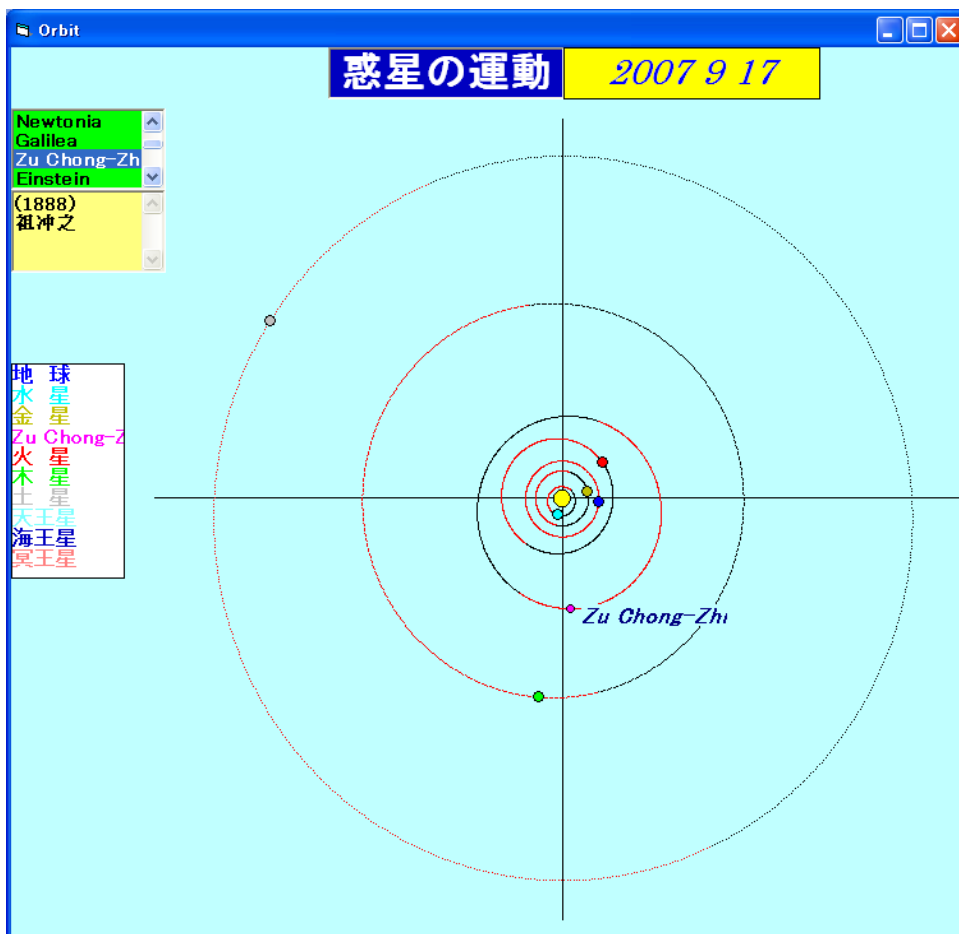 Orbit
惑星の運動
2007 9 17
Newtonia
Galilea
Zu Chong-Zh
Einstein
(1888)
祖冲之
地 球
水 星
金 星
Zu Chong-Z
火 星
木 星
土 星
天王星
海王星
冥王星
Zu Chong-Zhi